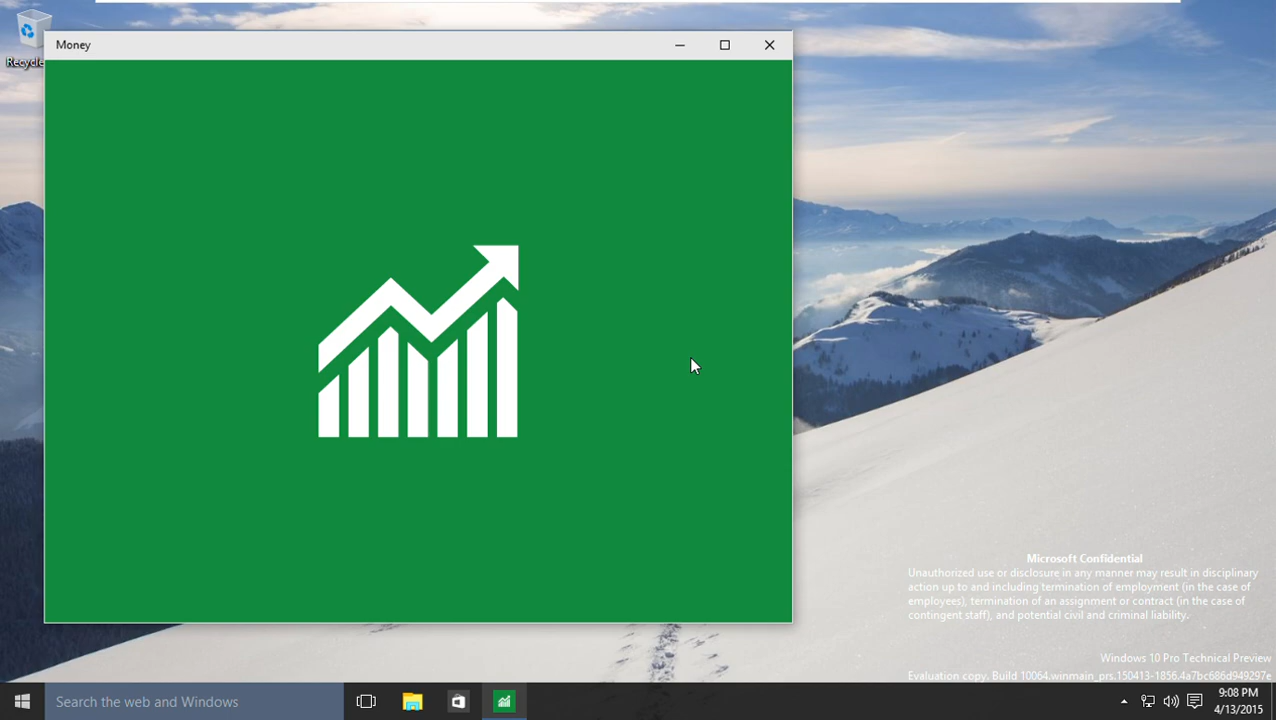 Money
Recycle
Microsoft Confidential
Unauthorized use or disclosure in any manner may result in disciplinary
action up to and including termination of employment (in the case of
employees), termination of an assignment or contract (in the case of
contingent staff), and potential civil and criminal liability.
Windows 10 Pro Technical Preview
Evaluation copy. Build 10064.winmain_prs.150413-1856.4a7bc686d949297e
Search the web and Windows
9:08 PM
4/13/2015